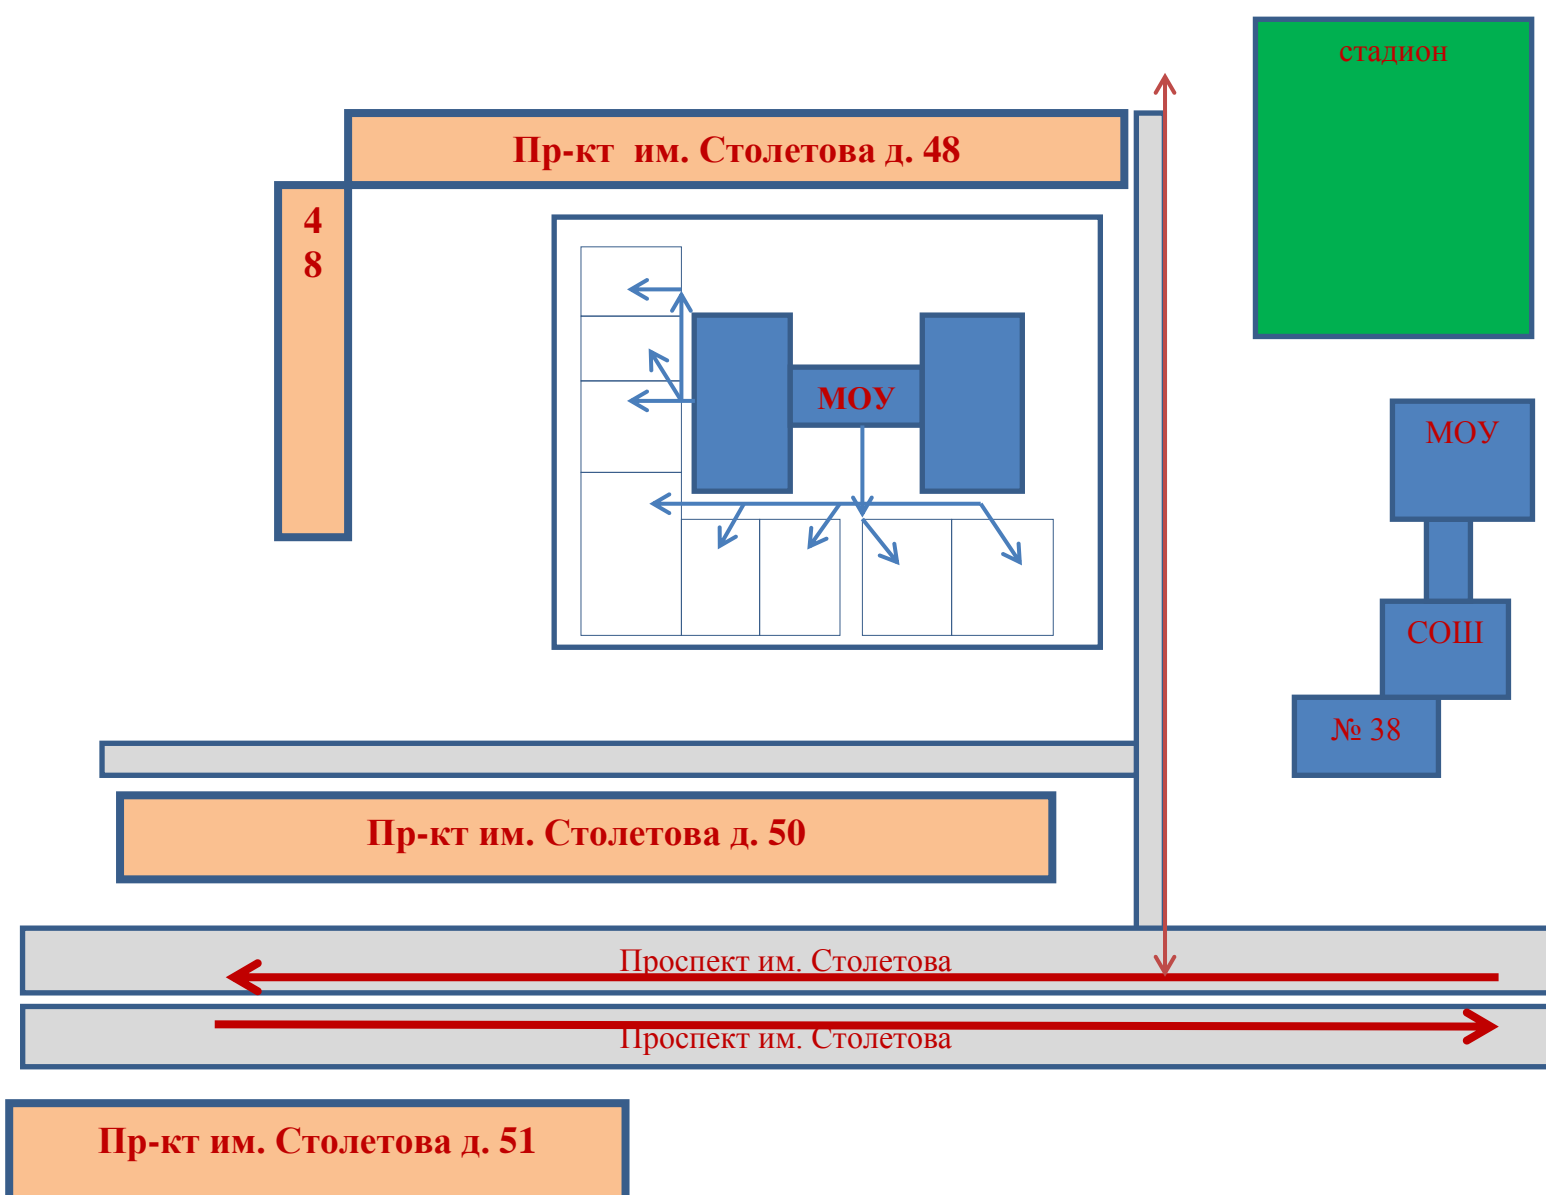 стадион
Пр-кт им. Столетова д. 48
4
8
МОУ
МОУ
СОШ
№ 38
Пр-кт им. Столетова д. 50
Проспект им. Столетова
Проспект им. Столетова
Пр-кт им. Столетова д. 51